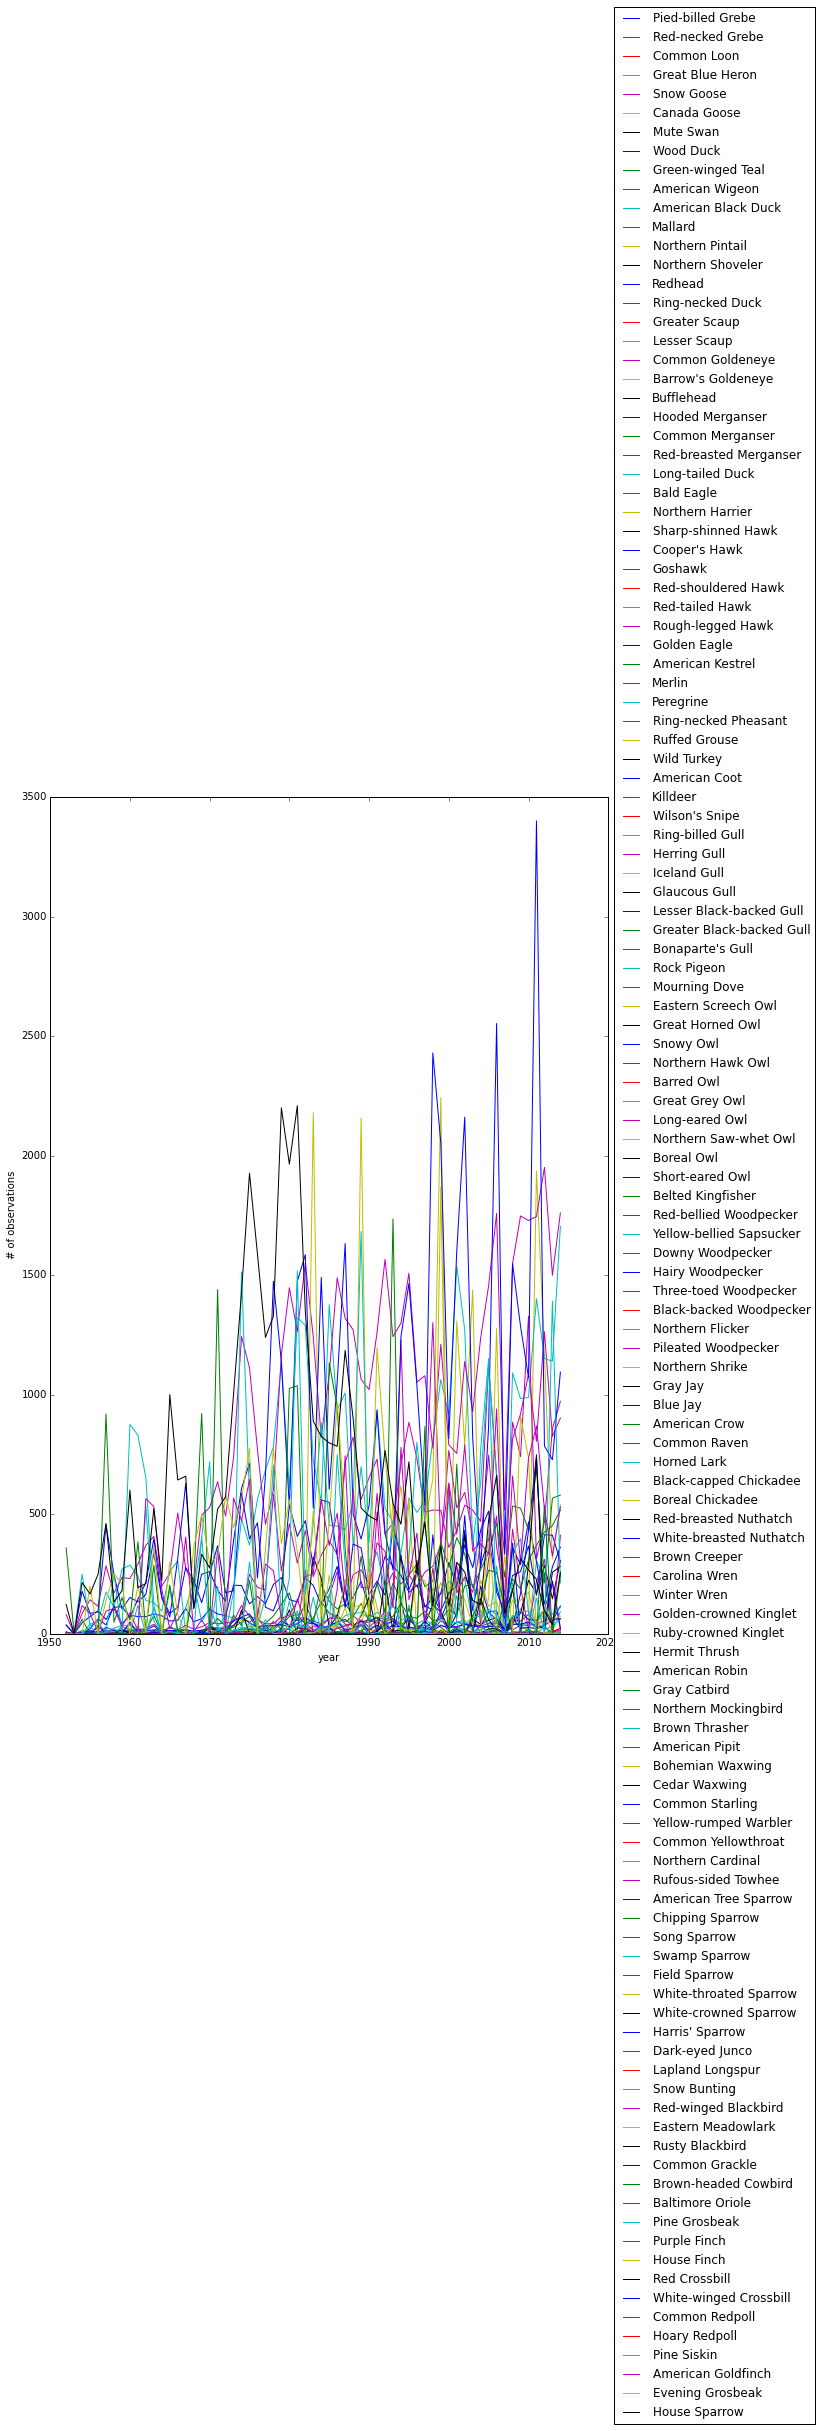 Pied-billed Grebe
Red-necked Grebe
Common Loon
Great Blue Heron
Snow Goose
Canada Goose
Mute Swan
Wood Duck
Green-winged Teal
American Wigeon
American Black Duck
Mallard
Northern Pintail
Northern Shoveler
Redhead
Ring-necked Duck
Greater Scaup
Lesser Scaup
Common Goldeneye
Barrow's Goldeneye
Bufflehead
Hooded Merganser
Common Merganser
Red-breasted Merganser
Long-tailed Duck
Bald Eagle
Northern Harrier
Sharp-shinned Hawk
Cooper's Hawk
Goshawk
Red-shouldered Hawk
Red-tailed Hawk
Rough-legged Hawk
Golden Eagle
American Kestrel
Merlin
Peregrine
Ring-necked Pheasant
Ruffed Grouse
Wild Turkey
American Coot
Killdeer
Wilson's Snipe
Ring-billed Gull
Herring Gull
Iceland Gull
Glaucous Gull
Lesser Black-backed Gull
Greater Black-backed Gull
Bonaparte's Gull
Rock Pigeon
Mourning Dove
Eastern Screech Owl
Great Horned Owl
Snowy Owl
Northern Hawk Owl
Barred Owl
Great Grey Owl
Long-eared Owl
Northern Saw-whet Owl
Boreal Owl
Short-eared Owl
Belted Kingfisher
Red-bellied Woodpecker
Yellow-bellied Sapsucker
Downy Woodpecker
Hairy Woodpecker
Three-toed Woodpecker
Black-backed Woodpecker
Northern Flicker
Pileated Woodpecker
Northern Shrike
Gray Jay
Blue Jay
American Crow
Common Raven
Horned Lark
Black-capped Chickadee
Boreal Chickadee
Red-breasted Nuthatch
White-breasted Nuthatch
Brown Creeper
Carolina Wren
Winter Wren
Golden-crowned Kinglet
Ruby-crowned Kinglet
Hermit Thrush
American Robin
Gray Catbird
Northern Mockingbird
Brown Thrasher
American Pipit
Bohemian Waxwing
Cedar Waxwing
Common Starling
Yellow-rumped Warbler
Common Yellowthroat
Northern Cardinal
Rufous-sided Towhee
American Tree Sparrow
Chipping Sparrow
Song Sparrow
Swamp Sparrow
Field Sparrow
White-throated Sparrow
White-crowned Sparrow
Harris' Sparrow
Dark-eyed Junco
Lapland Longspur
Snow Bunting
Red-winged Blackbird
Eastern Meadowlark
Rusty Blackbird
Common Grackle
Brown-headed Cowbird
Baltimore Oriole
Pine Grosbeak
Purple Finch
House Finch
Red Crossbill
White-winged Crossbill
Common Redpoll
Hoary Redpoll
Pine Siskin
American Goldfinch
Evening Grosbeak
House Sparrow
3500
3000
2500
2000
1500
1000
500
0
# of observations
1950 1960 1970 1980 1990 2000 2010 202
year